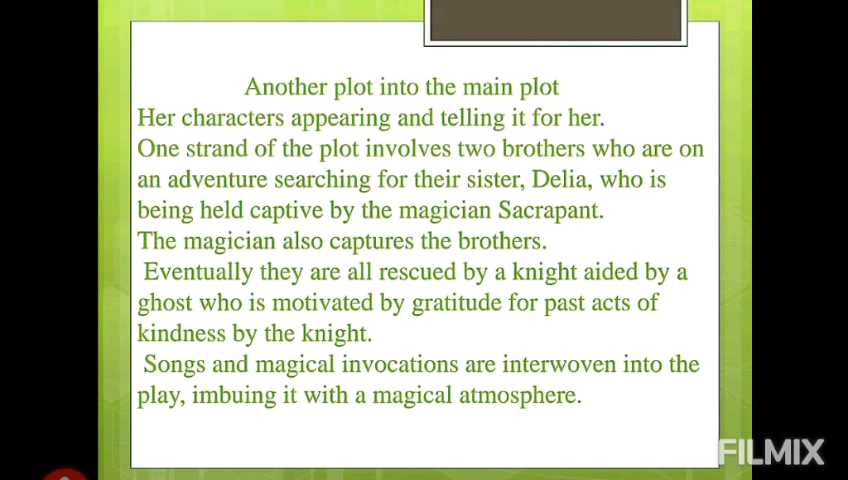 Another plot into the main plot
Her characters appearing and telling it for her.
One strand of the plot involves two brothers who are on
an adventure searching for their sister, Delia, who is
being held captive by the magician Sacrapant.
The magician also captures the brothers.
Eventually they are all rescued by a knight aided by a
ghost who is motivated by gratitude for past acts of
kindness by the knight.
Songs and magical invocations are interwoven into the
play, imbuing it with a magical atmosphere.
FILMIX